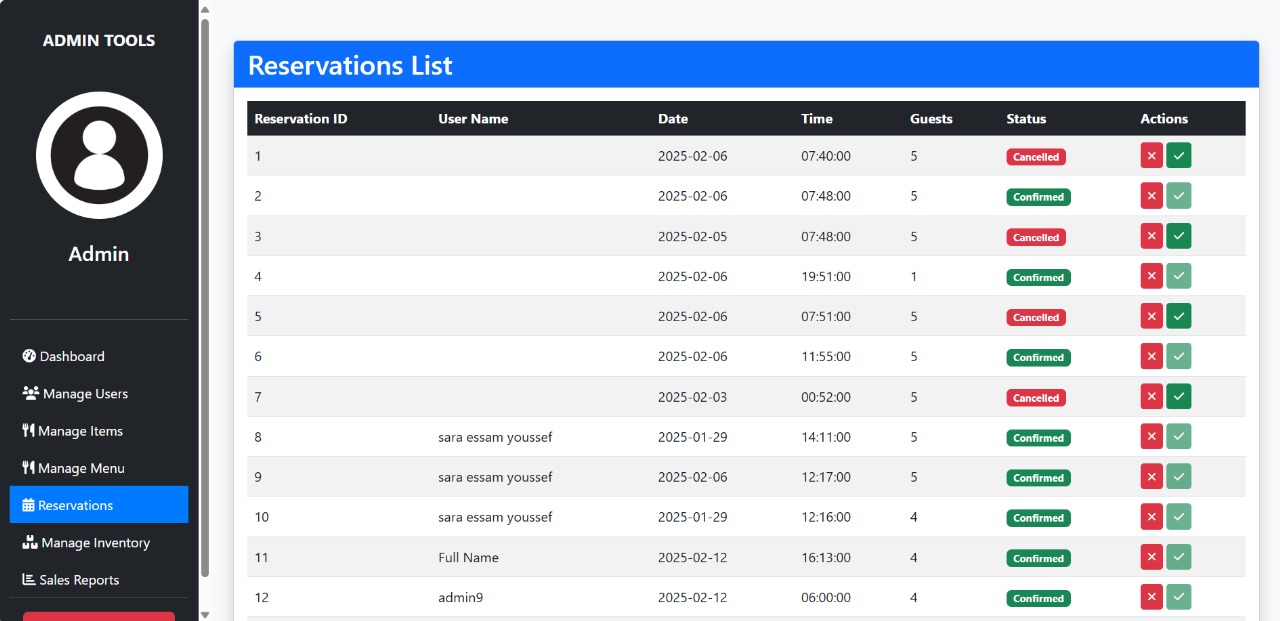 ADMIN TOOLS
Admin
Dashboard
Manage Users
Manage Items
Manage Menu
Reservations
Manage Inventory
Sales Reports
Reservations List
Reservation ID User Name Date Time Guests Status Actions
1 2025-02-06 07:40:00 5 Cancelled
2 2025-02-06 07:48:00 5 Confirmed
3 2025-02-05 07:48:00 5 Cancelled
4 2025-02-06 19:51:00 1 Confirmed
5 2025-02-06 07:51:00 5 Cancelled
6 2025-02-06 11:55:00 5 Confirmed
7 2025-02-03 00:52:00 5 Cancelled
8 sara essam youssef 2025-01-29 14:11:00 5 Confirmed
9 sara essam youssef 2025-02-06 12:17:00 5 Confirmed
10 sara essam youssef 2025-01-29 12:16:00 4 Confirmed
11 Full Name 2025-02-12 16:13:00 4 Confirmed
12 admin9 2025-02-12 06:00:00 4 Confirmed